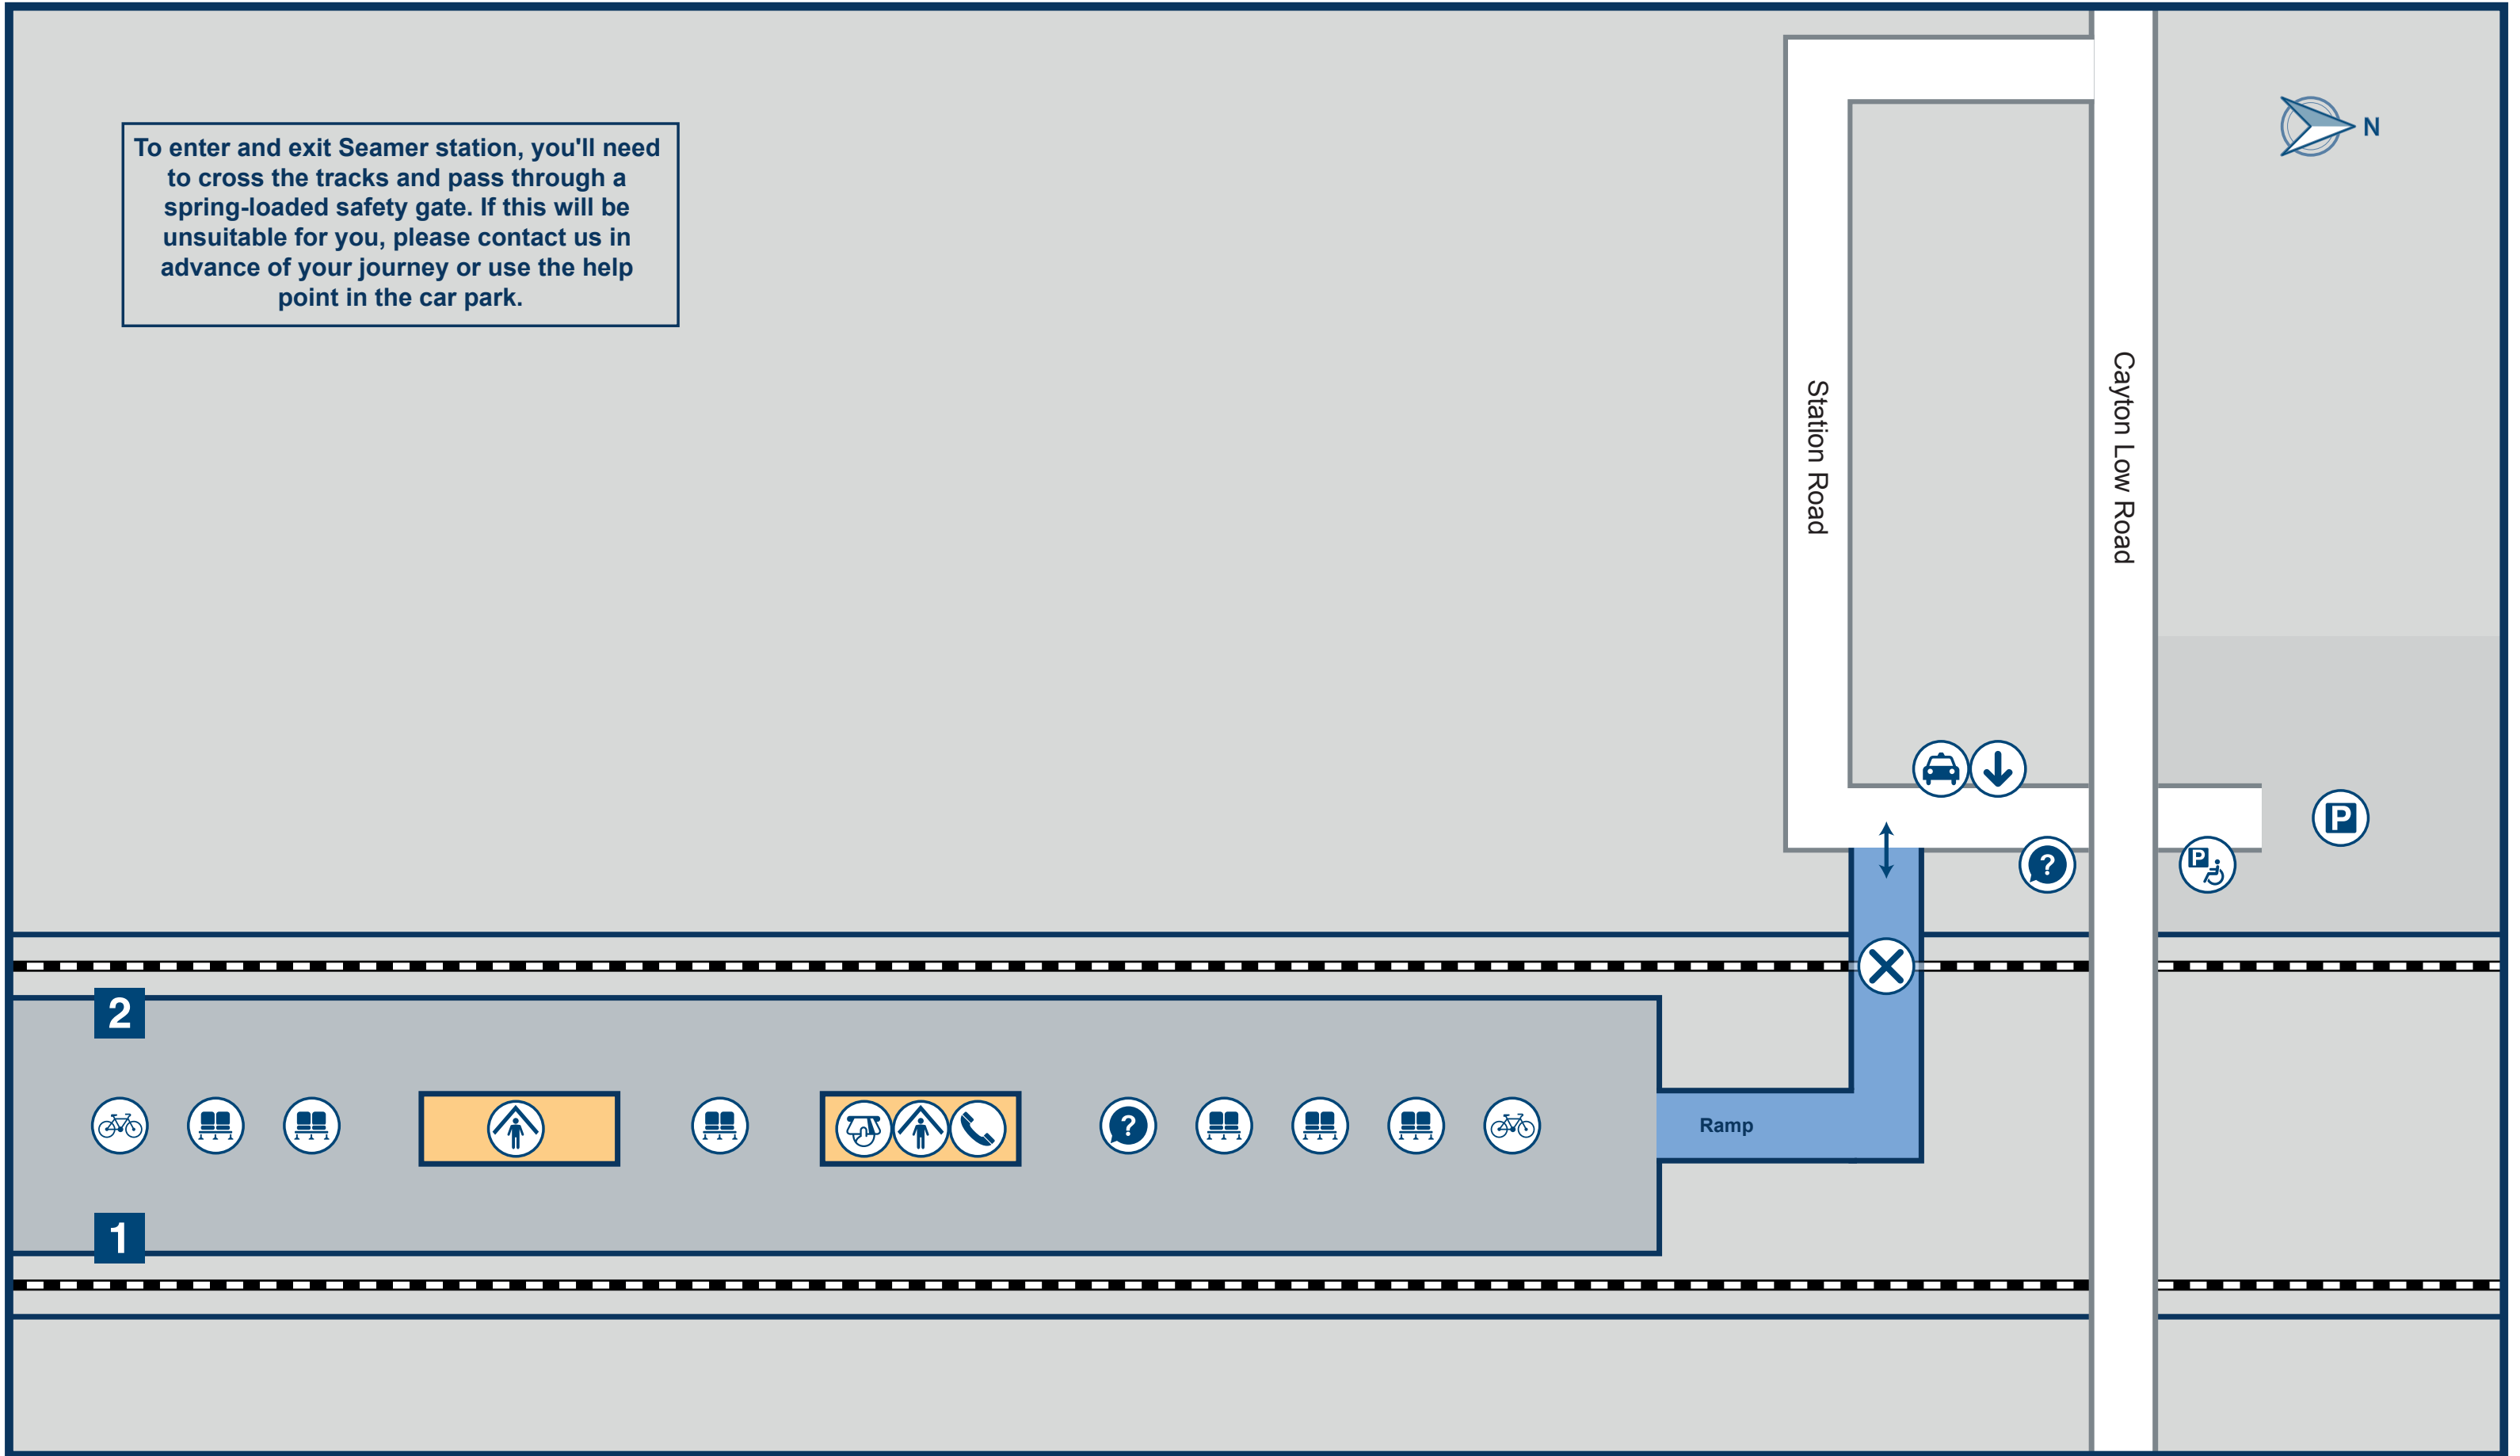 To enter and exit Seamer station, you'll need
to cross the tracks and pass through a
spring-loaded safety gate. If this will be
unsuitable for you, please contact us in
advance of your journey or use the help
point in the car park.
N
Station Road
Cayton Low Road
P
?
P
2
?
Ramp
1